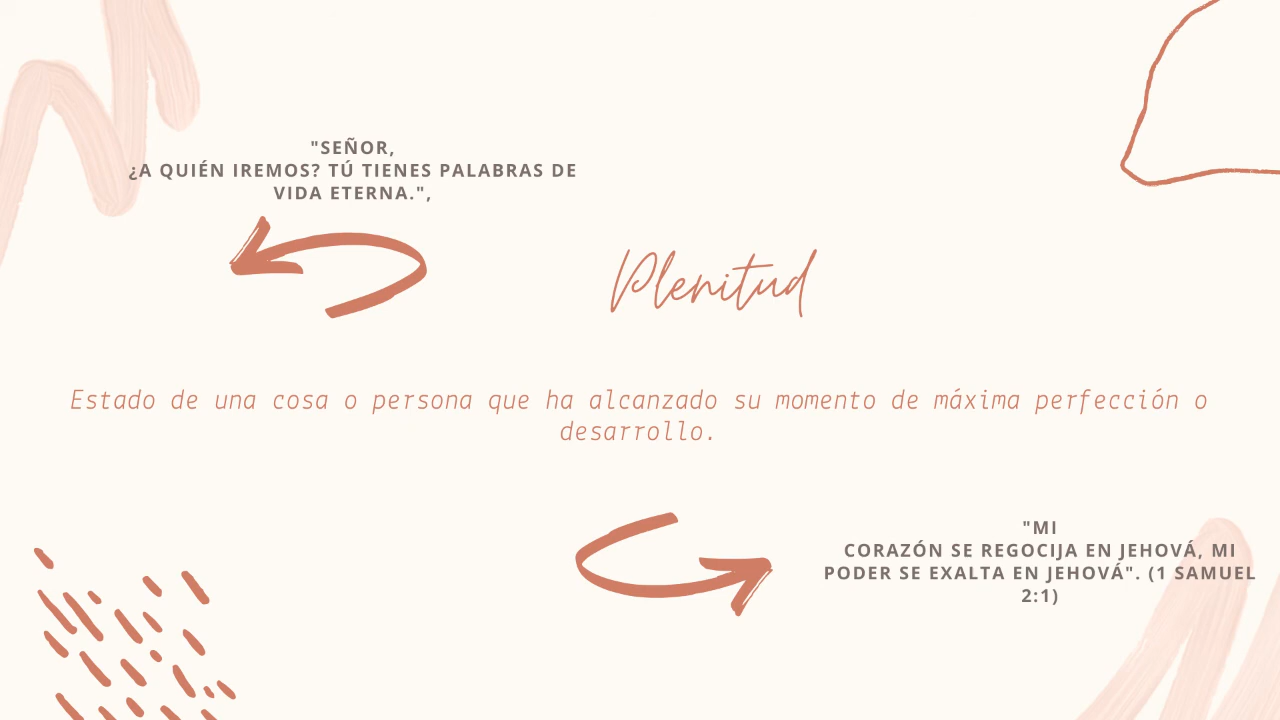 "SEÑOR,
¿A QUIÉN IREMOS? TÚ TIENES PALABRAS DE
VIDA ETERNA.",
Plenitud
Estado de una cosa o persona que ha alcanzado su momento de máxima perfección o
desarrollo.
"MI
CORAZÓN SE REGOCIJA EN JEHOVÁ, MI
PODER SE EXALTA EN JEHOVÁ". (1 SAMUEL
2:1)